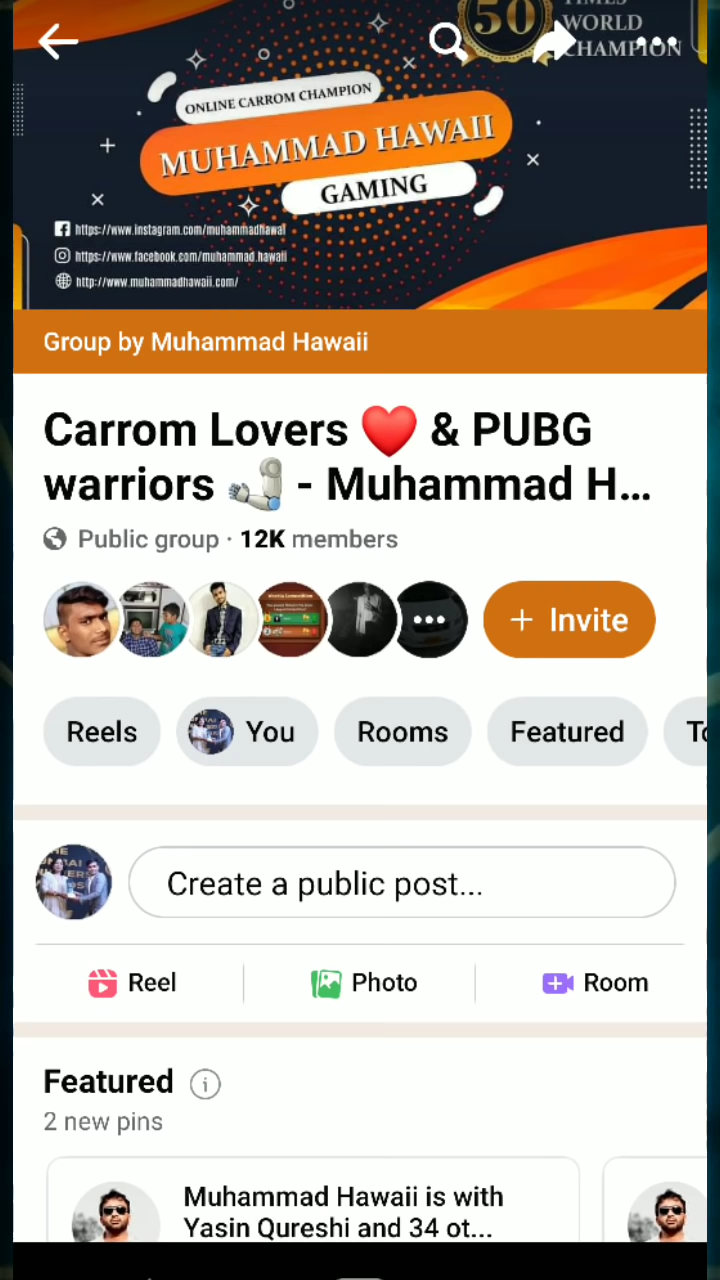 50 TIMES
WORLD
CHAMPION
ONLINE CARROM CHAMPION
MUHAMMAD HAWAII
GAMING
https://www.instagram.com/muhammadhawaI
https://www.facebook.com/muhammad.hawaii
http://www.muhammadhawaii.com/
Group by Muhammad Hawaii
Carrom Lovers ❤️ & PUBG
warriors 🦾 - Muhammad H...
Public group · 12K members
+ Invite
Reels
You
Rooms
Featured
To
Create a public post...
Reel
Photo
Room
Featured
2 new pins
Muhammad Hawaii is with
Yasin Qureshi and 34 ot...